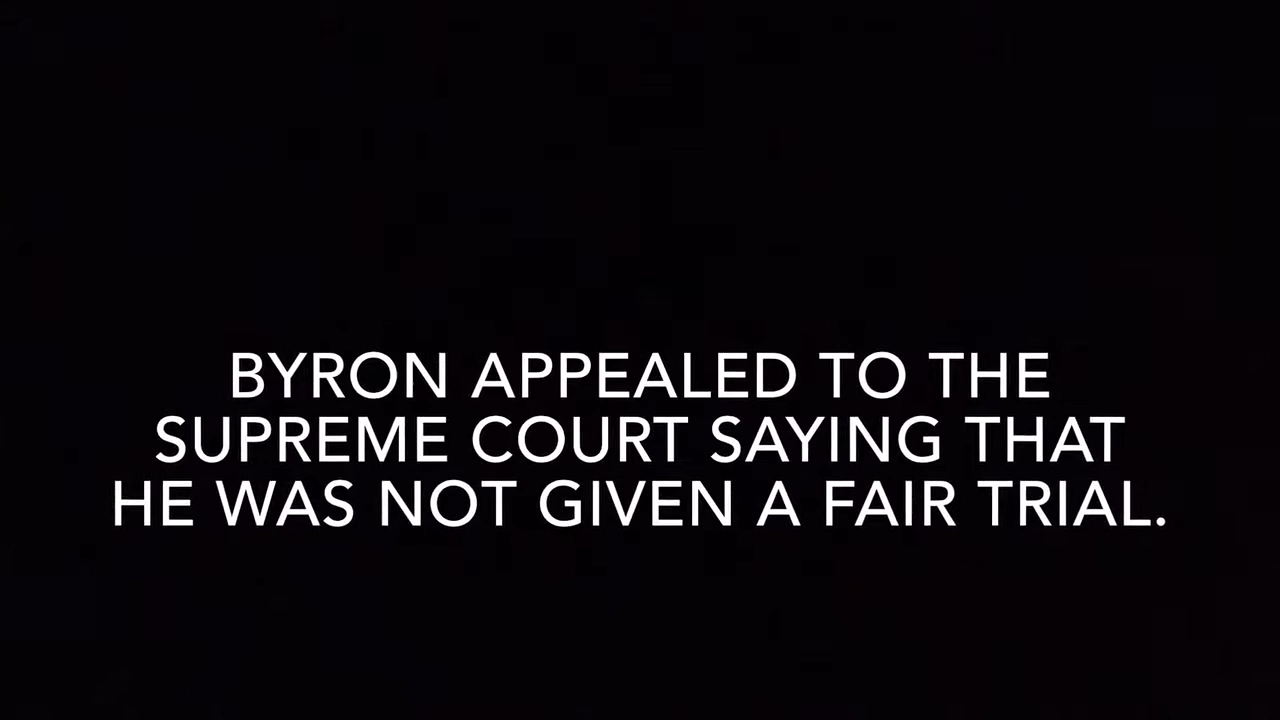 BYRON APPEALED TO THE
SUPREME COURT SAYING THAT
HE WAS NOT GIVEN A FAIR TRIAL.